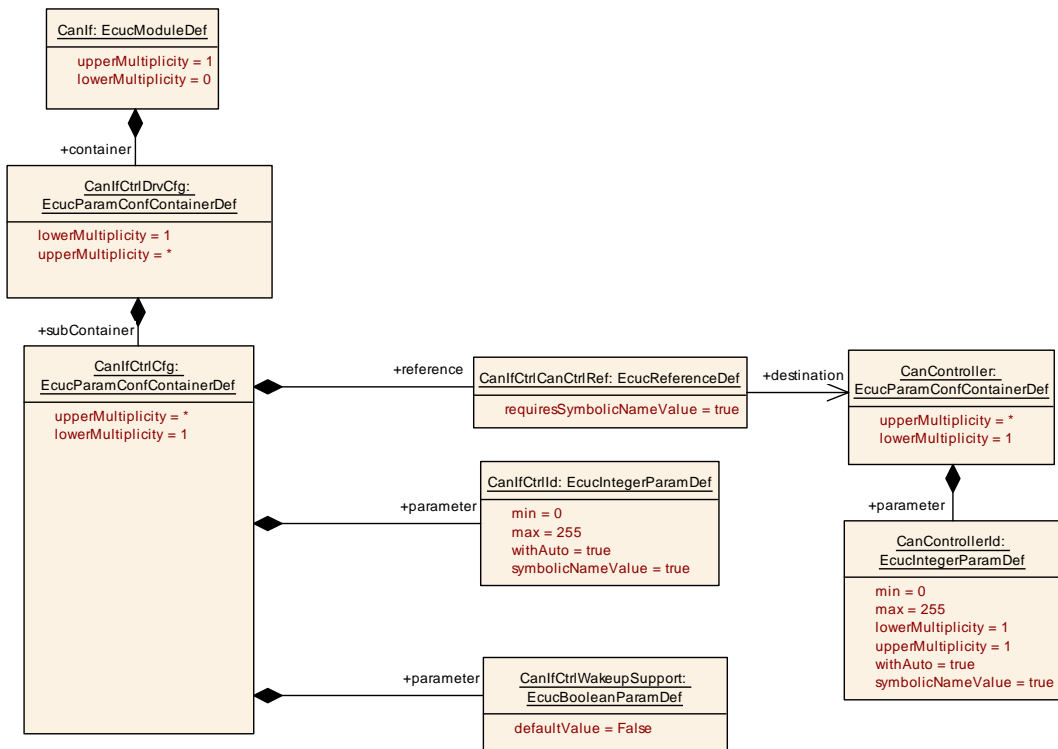 CanIf: EcucModuleDef
upperMultiplicity = 1
lowerMultiplicity = 0
+container
CanIfCtrlDrvCfg:
EcucParamConfContainerDef
lowerMultiplicity = 1
upperMultiplicity = *
+subContainer
CanIfCtrlCfg:
EcucParamConfContainerDef
upperMultiplicity = *
lowerMultiplicity = 1
+reference
CanIfCtrlCanCtrlRef: EcucReferenceDef
requiresSymbolicNameValue = true
+destination
CanController:
EcucParamConfContainerDef
upperMultiplicity = *
lowerMultiplicity = 1
+parameter
CanIfCtrlId: EcucIntegerParamDef
min = 0
max = 255
withAuto = true
symbolicNameValue = true
+parameter
CanControllerId:
EcucIntegerParamDef
min = 0
max = 255
lowerMultiplicity = 1
upperMultiplicity = 1
withAuto = true
symbolicNameValue = true
+parameter
CanIfCtrlWakeupSupport:
EcucBooleanParamDef
defaultValue = False